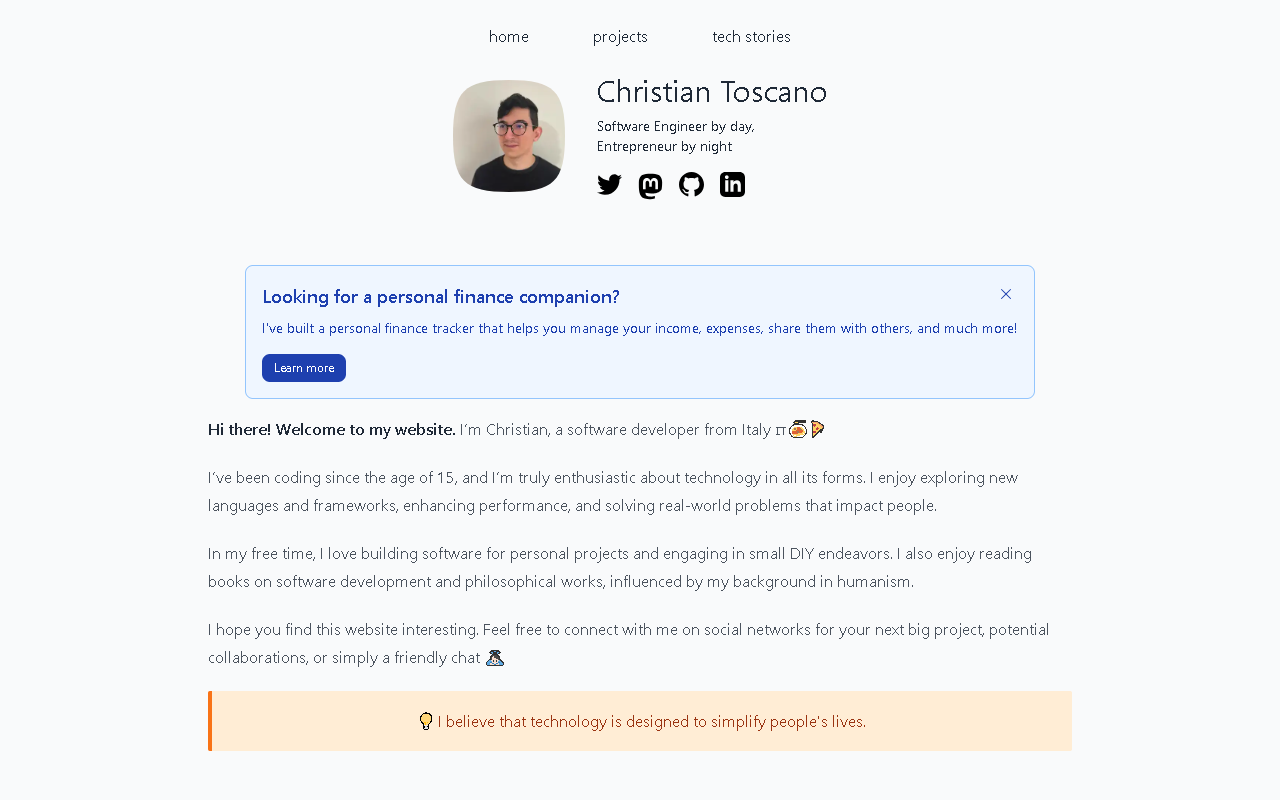 home projects tech stories
Christian Toscano
Software Engineer by day,
Entrepreneur by night
Looking for a personal finance companion?
I've built a personal finance tracker that helps you manage your income, expenses, share them with others, and much more!
Learn more
Hi there! Welcome to my website. I'm Christian, a software developer from Italy 🍝🍕
I've been coding since the age of 15, and I'm truly enthusiastic about technology in all its forms. I enjoy exploring new
languages and frameworks, enhancing performance, and solving real-world problems that impact people.
In my free time, I love building software for personal projects and engaging in small DIY endeavors. I also enjoy reading
books on software development and philosophical works, influenced by my background in humanism.
I hope you find this website interesting. Feel free to connect with me on social networks for your next big project, potential
collaborations, or simply a friendly chat
💡 I believe that technology is designed to simplify people's lives.